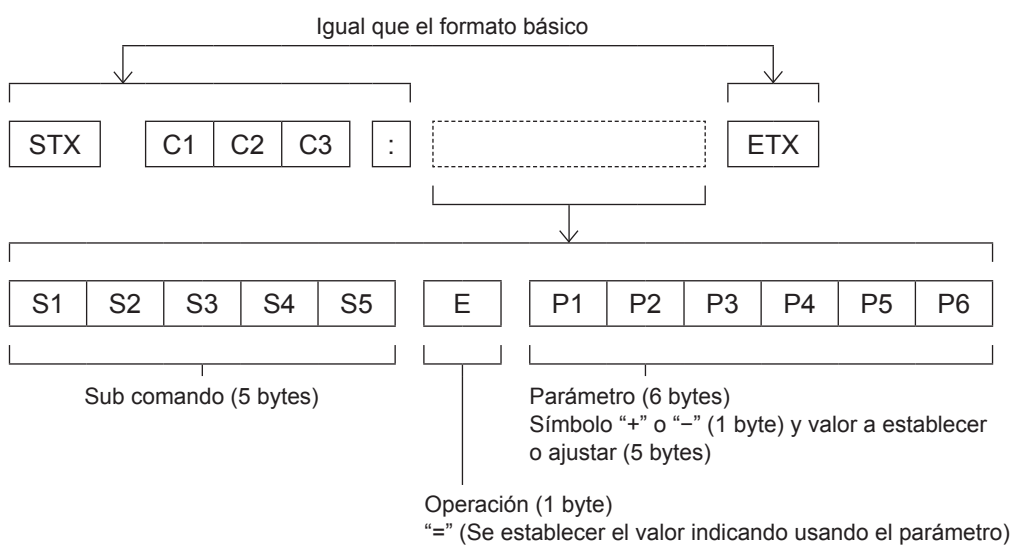 Igual que el formato básico
STX C1 C2 C3 : ETX
S1 S2 S3 S4 S5 E P1 P2 P3 P4 P5 P6
Sub comando (5 bytes)
Parámetro (6 bytes)
Símbolo “+” o “−” (1 byte) y valor a establecer
o ajustar (5 bytes)
Operación (1 byte)
“=” (Se establecer el valor indicando usando el parámetro)